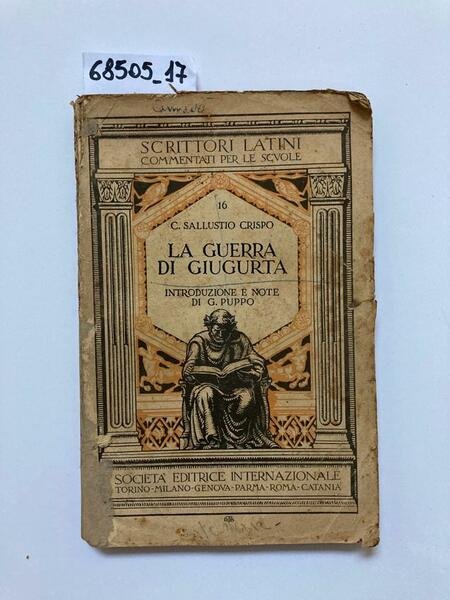 68505_17
SCRITTORI LATINI
COMMENTATI PER LE SCVOLE
16
C. SALLUSTIO CRISPO
LA GUERRA
DI GIUGURTA
INTRODUZIONE E NOTE
DI G. PUPPO
SOCIETÀ EDITRICE INTERNAZIONALE
TORINO-MILANO-GENOVA-PARMA-ROMA-CATANIA